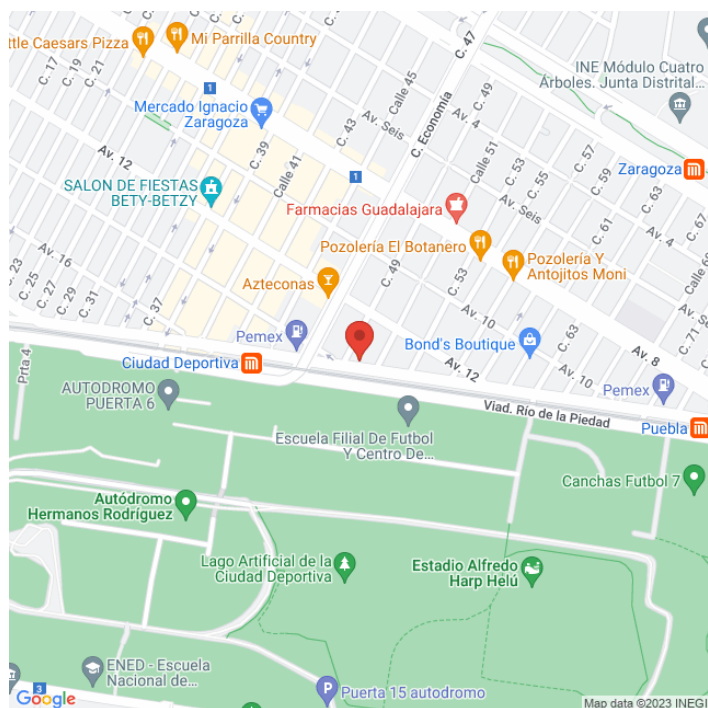 ttle Caesars Pizza
Mi Parrilla Country
C. 47
C. 17
C. 19
C. 21
1
Calle 45
INE Módulo Cuatro
Árboles. Junta Distrital...
Mercado Ignacio
Zaragoza
C. 43
Av. Seis
C. Economía
C. 49
Av. 4
Calle 51
C. 57
Av. 12
C. 39
Calle 41
C. 53
C. 55
C. 59
Zaragoza
1
C. 63
C. 67
SALON DE FIESTAS
BETY-BETZY
Farmacias Guadalajara
Av. Seis
C. 61
Av. 4
Pozolería El Botanero
Pozolería Y
Antojitos Moni
C. 23
C. 25
C. 27
C. 29
C. 31
Av. 16
C. 37
Azteconas
C. 49
C. 53
Av. 10
C. 63
C. 69
C. 71
Pemex
Bond's Boutique
Av. 8
Prta 4
Ciudad Deportiva
Av. 12
Av. 10
Pemex
AUTODROMO
PUERTA 6
Viad. Río de la Piedad
Puebla
Escuela Filial De Futbol
Y Centro De...
Canchas Futbol 7
Autódromo
Hermanos Rodríguez
Lago Artificial de la
Ciudad Deportiva
Estadio Alfredo
Harp Helú
ENED - Escuela
Nacional de...
3
Google
Puerta 15 autodromo
Map data ©2023 INEGI